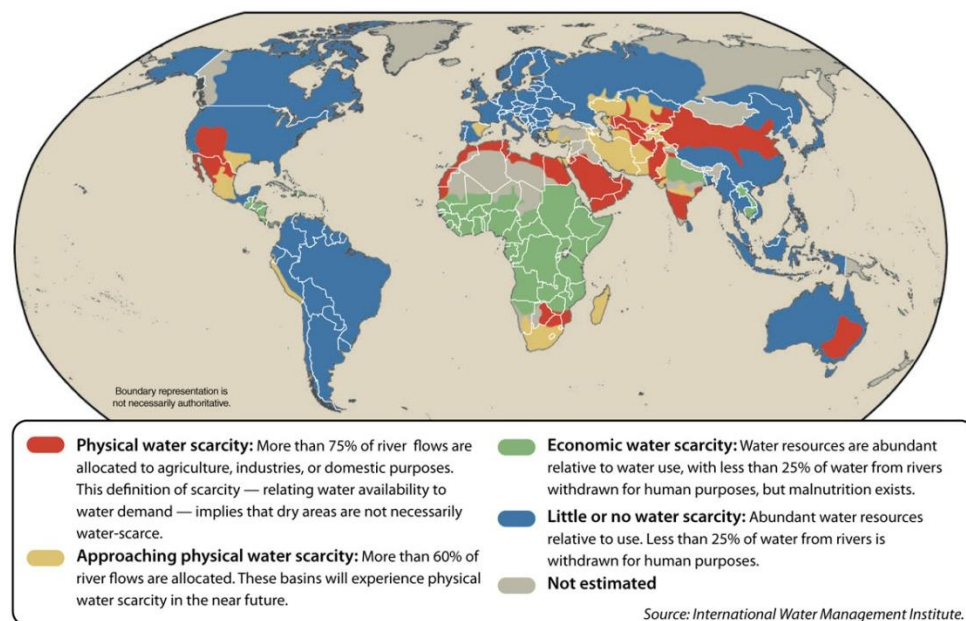 Boundary representation is
not necessarily authoritative.
Physical water scarcity: More than 75% of river flows are
allocated to agriculture, industries, or domestic purposes.
This definition of scarcity — relating water availability to
water demand — implies that dry areas are not necessarily
water-scarce.
Approaching physical water scarcity: More than 60% of
river flows are allocated. These basins will experience physical
water scarcity in the near future.
Economic water scarcity: Water resources are abundant
relative to water use, with less than 25% of water from rivers
withdrawn for human purposes, but malnutrition exists.
Little or no water scarcity: Abundant water resources
relative to use. Less than 25% of water from rivers is
withdrawn for human purposes.
Not estimated
Source: International Water Management Institute.